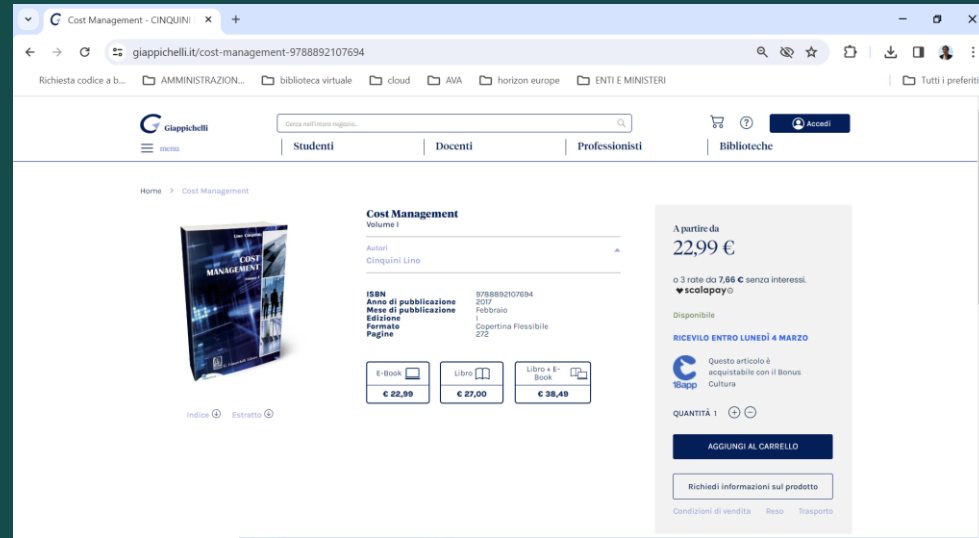 Cost Management - CINQUINI
giappichelli.it/cost-management-9788892107694
Richiesta codice a b... AMMINISTRAZION... biblioteca virtuale cloud AVA horizon europe ENTI E MINISTERI Tutti i preferiti
Giappichelli
Cerca nell'intero negozio...
Accedi
menu
Studenti Docenti Professionisti Biblioteche
Home > Cost Management
Lino Cinquini
COST
MANAGEMENT
Cost Management
Volume I
Autori
Cinquini Lino
ISBN 9788892107694
Anno di pubblicazione 2017
Mese di pubblicazione Febbraio
Edizione I
Formato Copertina Flessibile
Pagine 272
E-Book
€ 22,99
Libro
€ 27,00
Libro + E-
Book
€ 38,49
Indice Estratto
A partire da
22,99 €
o 3 rate da 7,66 € senza interessi.
scalapay
Disponibile
RICEVILO ENTRO LUNEDÌ 4 MARZO
18app
Questo articolo è
acquistabile con il Bonus
Cultura
QUANTITÀ 1
AGGIUNGI AL CARRELLO
Richiedi informazioni sul prodotto
Condizioni di vendita Reso Trasporto